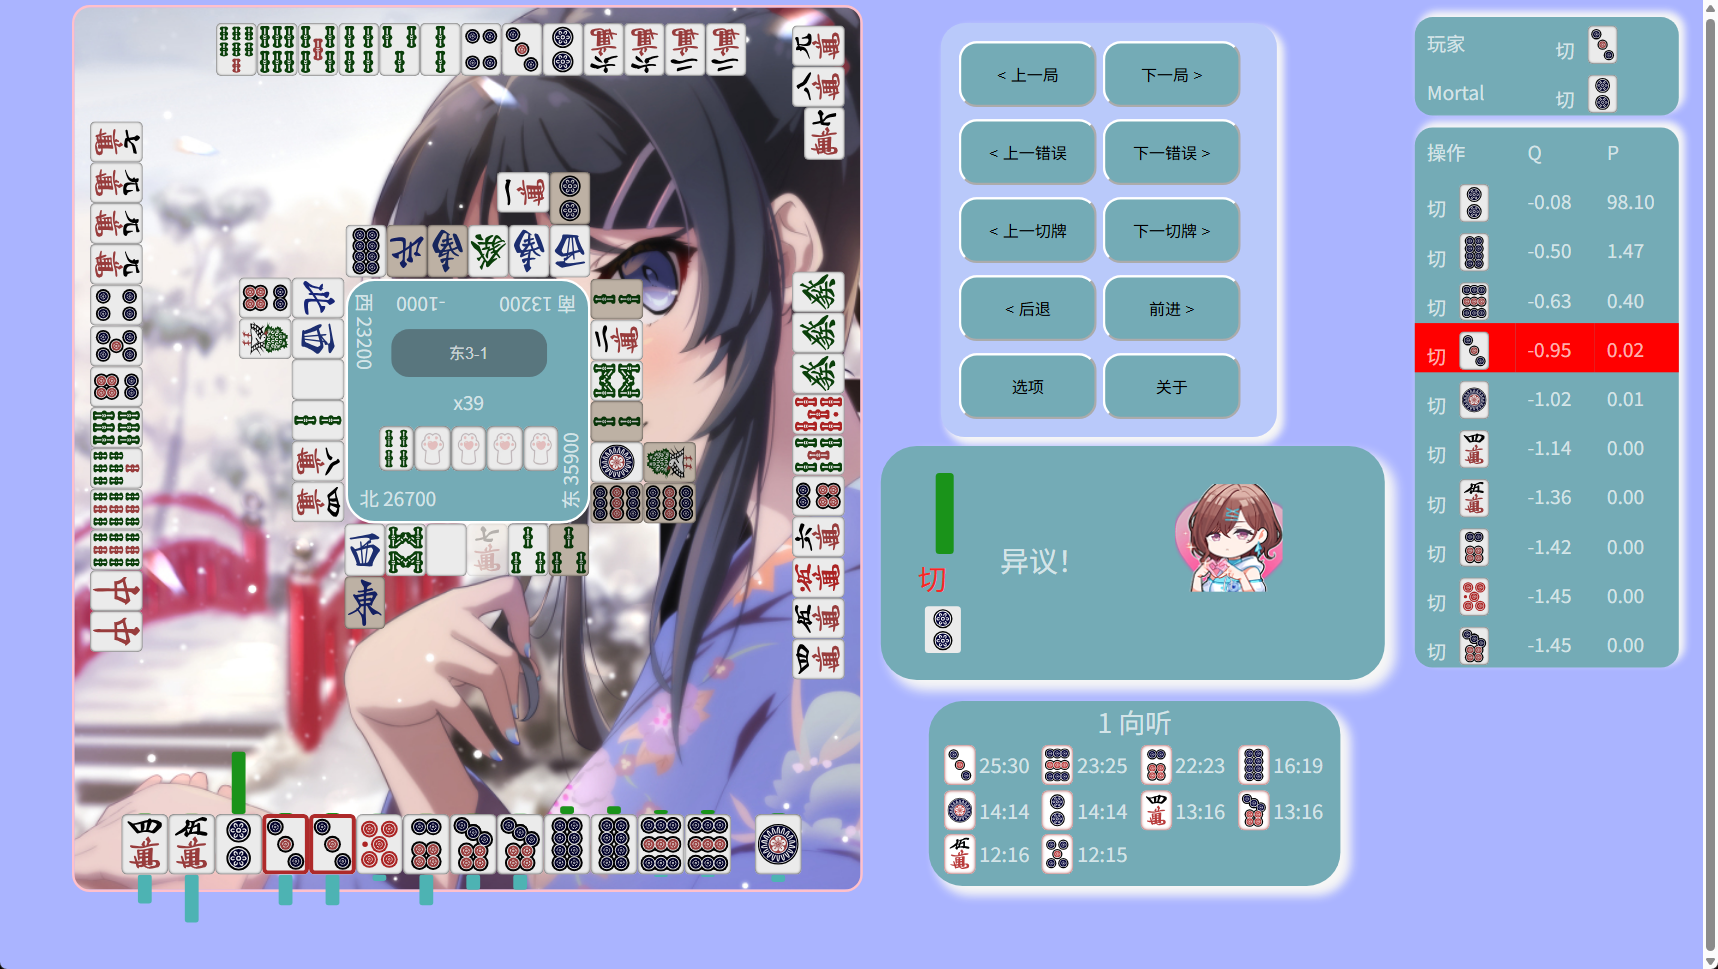 西 23200
-1000
南 13200
东3-1
x39
北 26700
东 35900
< 上一局
下一局 >
< 上一错误
下一错误 >
< 上一切牌
下一切牌 >
< 后退
前进 >
选项
关于
切
异议！
1 向听
25:30 23:25 22:23 16:19
14:14 14:14 13:16 13:16
12:16 12:15
玩家 切
Mortal 切
操作 Q P
切 -0.08 98.10
切 -0.50 1.47
切 -0.63 0.40
切 -0.95 0.02
切 -1.02 0.01
切 -1.14 0.00
切 -1.36 0.00
切 -1.42 0.00
切 -1.45 0.00
切 -1.45 0.00